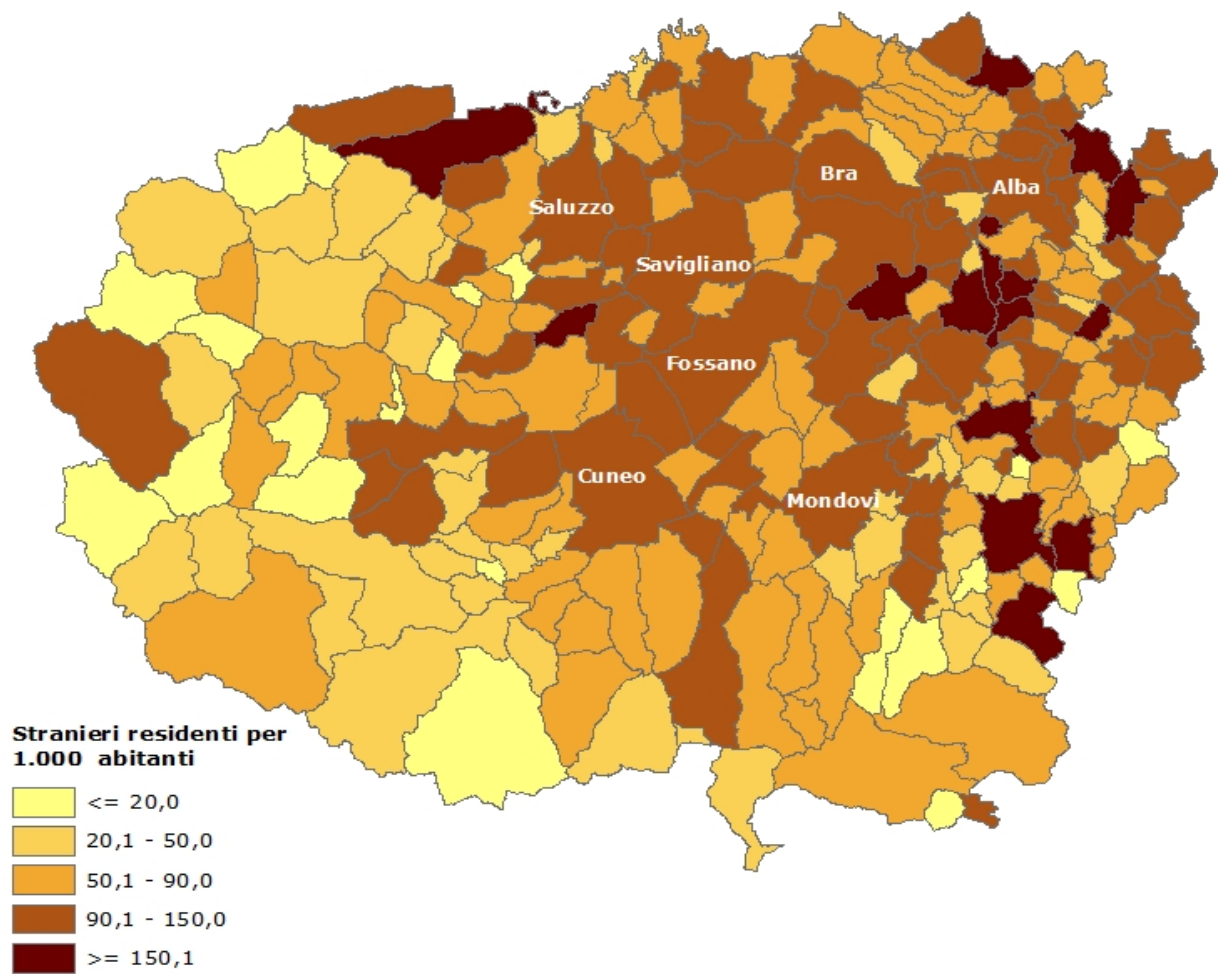 Bra
Alba
Saluzzo
Savigliano
Fossano
Cuneo
Mondovì
Stranieri residenti per
1.000 abitanti
<= 20,0
20,1 - 50,0
50,1 - 90,0
90,1 - 150,0
>= 150,1